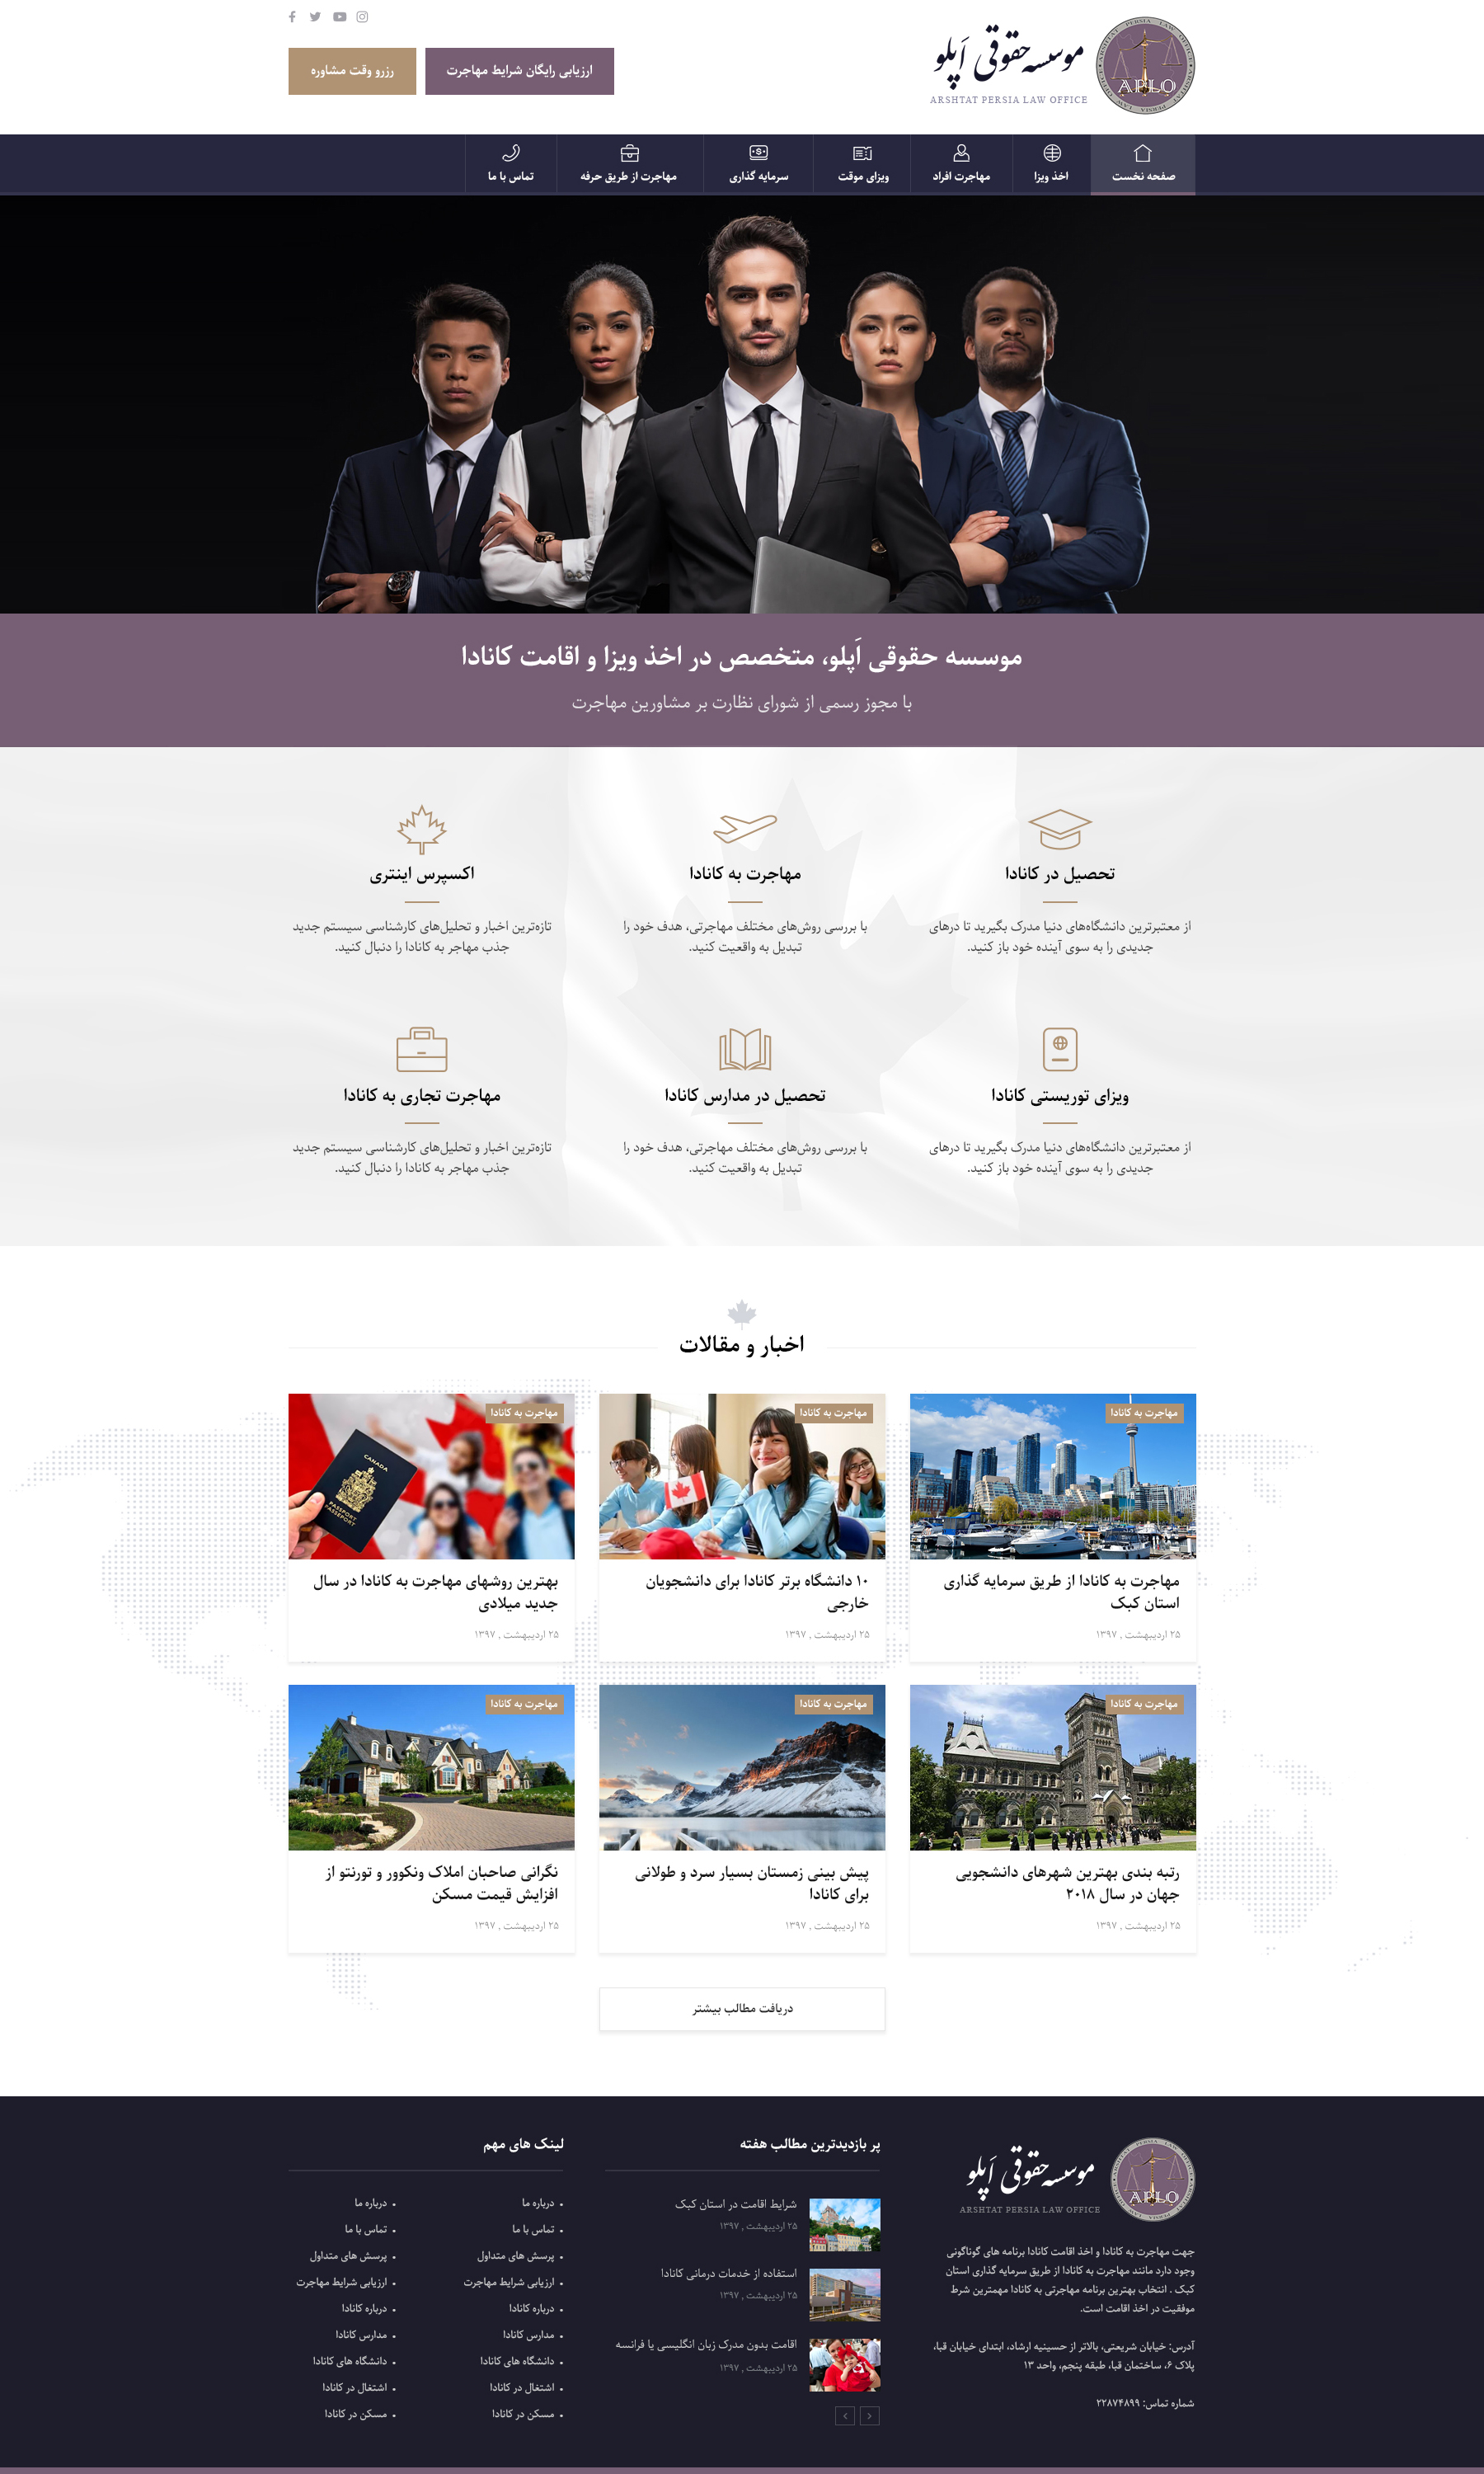 موسسه حقوقی اَپلو
ARSHTAT PERSIA LAW OFFICE
APLO
ارزیابی رایگان شرایط مهاجرت
رزرو وقت مشاوره
صفحه نخست
اخذ ویزا
مهاجرت افراد
ویزای موقت
سرمایه گذاری
مهاجرت از طریق حرفه
تماس با ما
موسسه حقوقی اَپلو، متخصص در اخذ ویزا و اقامت کانادا
با مجوز رسمی از شورای نظارت بر مشاورین مهاجرت
تحصیل در کانادا
از معتبرترین دانشگاه‌های دنیا مدرک بگیرید تا درهای
جدیدی را به سوی آینده خود باز کنید.
مهاجرت به کانادا
با بررسی روش‌های مختلف مهاجرتی، هدف خود را
تبدیل به واقعیت کنید.
اکسپرس اینتری
تازه‌ترین اخبار و تحلیل‌های کارشناسی سیستم جدید
جذب مهاجر به کانادا را دنبال کنید.
ویزای توریستی کانادا
از معتبرترین دانشگاه‌های دنیا مدرک بگیرید تا درهای
جدیدی را به سوی آینده خود باز کنید.
تحصیل در مدارس کانادا
با بررسی روش‌های مختلف مهاجرتی، هدف خود را
تبدیل به واقعیت کنید.
مهاجرت تجاری به کانادا
تازه‌ترین اخبار و تحلیل‌های کارشناسی سیستم جدید
جذب مهاجر به کانادا را دنبال کنید.
اخبار و مقالات
مهاجرت به کانادا
مهاجرت به کانادا از طریق سرمایه گذاری
استان کبک
۲۵ اردیبهشت , ۱۳۹۷
مهاجرت به کانادا
۱۰ دانشگاه برتر کانادا برای دانشجویان
خارجی
۲۵ اردیبهشت , ۱۳۹۷
مهاجرت به کانادا
CANADA
PASSPORT
PASSEPORT
بهترین روشهای مهاجرت به کانادا در سال
جدید میلادی
۲۵ اردیبهشت , ۱۳۹۷
مهاجرت به کانادا
رتبه بندی بهترین شهرهای دانشجویی
جهان در سال ۲۰۱۸
۲۵ اردیبهشت , ۱۳۹۷
مهاجرت به کانادا
پیش بینی زمستان بسیار سرد و طولانی
برای کانادا
۲۵ اردیبهشت , ۱۳۹۷
مهاجرت به کانادا
نگرانی صاحبان املاک ونکوور و تورنتو از
افزایش قیمت مسکن
۲۵ اردیبهشت , ۱۳۹۷
دریافت مطالب بیشتر
موسسه حقوقی اَپلو
ARSHTAT PERSIA LAW OFFICE
APLO
جهت مهاجرت به کانادا و اخذ اقامت کانادا برنامه های گوناگونی
وجود دارد مانند مهاجرت به کانادا از طریق سرمایه گذاری استان
کبک . انتخاب بهترین برنامه مهاجرتی به کانادا مهمترین شرط
موفقیت در اخذ اقامت است.
آدرس: خیابان شریعتی، بالاتر از حسینیه ارشاد، ابتدای خیابان قبا،
پلاک ۶، ساختمان قبا، طبقه پنجم، واحد ۱۳
شماره تماس: ۲۲۸۷۴۸۹۹
پر بازدیدترین مطالب هفته
شرایط اقامت در استان کبک
۲۵ اردیبهشت , ۱۳۹۷
استفاده از خدمات درمانی کانادا
۲۵ اردیبهشت , ۱۳۹۷
اقامت بدون مدرک زبان انگلیسی یا فرانسه
۲۵ اردیبهشت , ۱۳۹۷
لینک های مهم
درباره ما
تماس با ما
پرسش های متداول
ارزیابی شرایط مهاجرت
درباره کانادا
مدارس کانادا
دانشگاه های کانادا
اشتغال در کانادا
مسکن در کانادا
درباره ما
تماس با ما
پرسش های متداول
ارزیابی شرایط مهاجرت
درباره کانادا
مدارس کانادا
دانشگاه های کانادا
اشتغال در کانادا
مسکن در کانادا